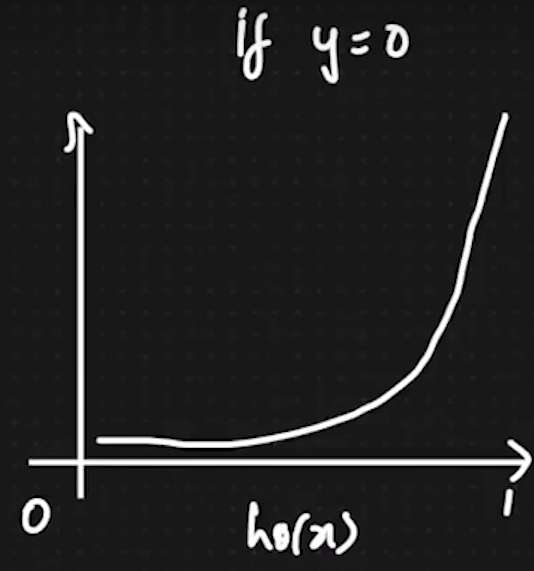 if y=0
0
1
hθ(x)